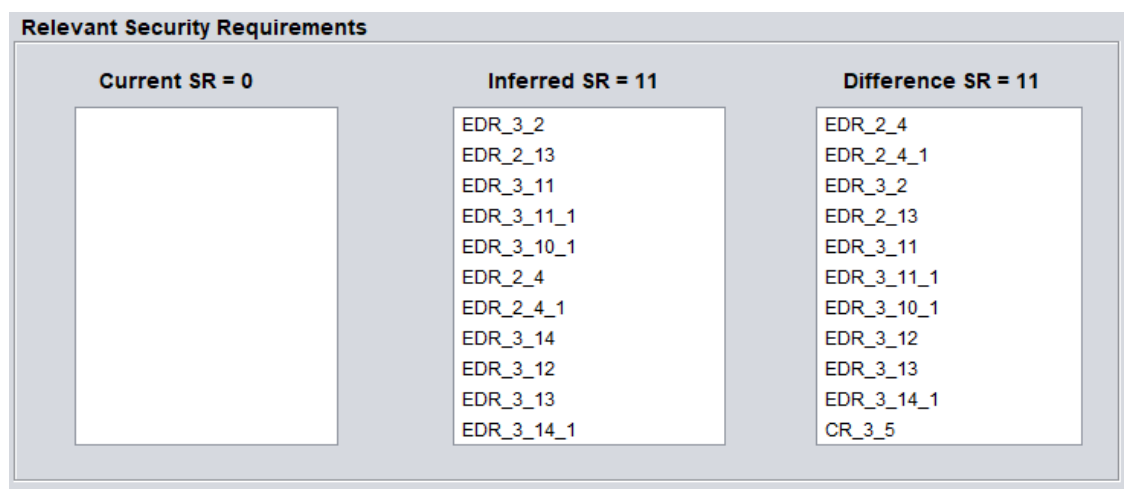 Relevant Security Requirements
Current SR = 0
Inferred SR = 11
Difference SR = 11
EDR_3_2
EDR_2_13
EDR_3_11
EDR_3_11_1
EDR_3_10_1
EDR_2_4
EDR_2_4_1
EDR_3_14
EDR_3_12
EDR_3_13
EDR_3_14_1
EDR_2_4
EDR_2_4_1
EDR_3_2
EDR_2_13
EDR_3_11
EDR_3_11_1
EDR_3_10_1
EDR_3_12
EDR_3_13
EDR_3_14_1
CR_3_5